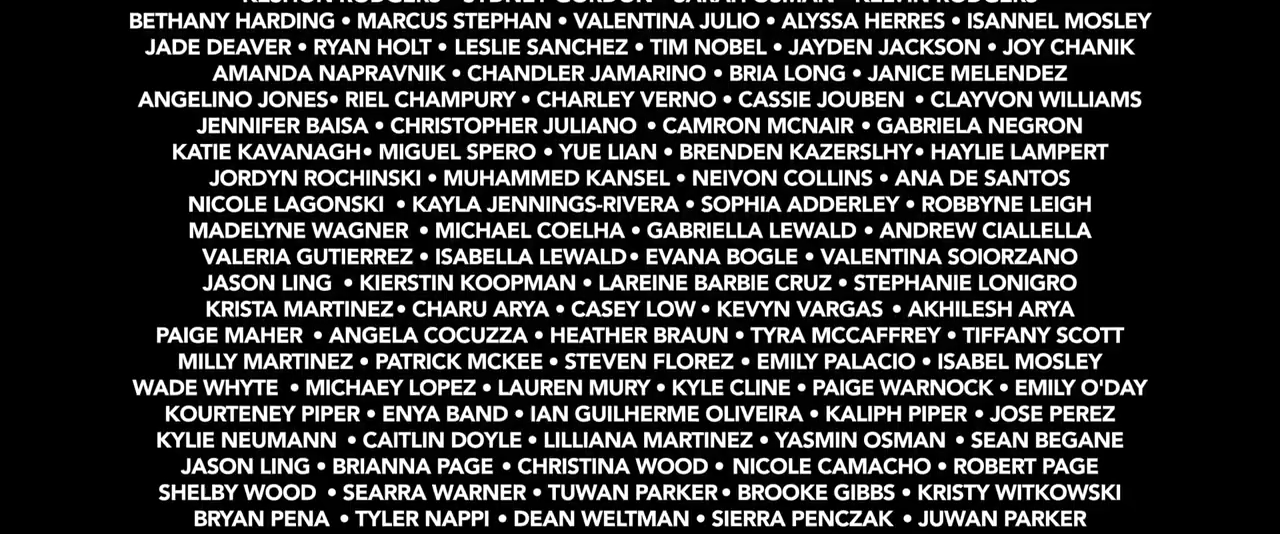 KESHON RODGERS • SYDNEY GORDON • SARAH OSMAN • KELVIN RODGERS
BETHANY HARDING • MARCUS STEPHAN • VALENTINA JULIO • ALYSSA HERRES • ISANNEL MOSLEY
JADE DEAVER • RYAN HOLT • LESLIE SANCHEZ • TIM NOBEL • JAYDEN JACKSON • JOY CHANIK
AMANDA NAPRAVNIK • CHANDLER JAMARINO • BRIA LONG • JANICE MELENDEZ
ANGELINO JONES• RIEL CHAMPURY • CHARLEY VERNO • CASSIE JOUBEN • CLAYVON WILLIAMS
JENNIFER BAISA • CHRISTOPHER JULIANO • CAMRON MCNAIR • GABRIELA NEGRON
KATIE KAVANAGH• MIGUEL SPERO • YUE LIAN • BRENDEN KAZERSLHY• HAYLIE LAMPERT
JORDYN ROCHINSKI • MUHAMMED KANSEL • NEIVON COLLINS • ANA DE SANTOS
NICOLE LAGONSKI • KAYLA JENNINGS-RIVERA • SOPHIA ADDERLEY • ROBBYNE LEIGH
MADELYNE WAGNER • MICHAEL COELHA • GABRIELLA LEWALD • ANDREW CIALLELLA
VALERIA GUTIERREZ • ISABELLA LEWALD• EVANA BOGLE • VALENTINA SOIORZANO
JASON LING • KIERSTIN KOOPMAN • LAREINE BARBIE CRUZ • STEPHANIE LONIGRO
KRISTA MARTINEZ• CHARU ARYA • CASEY LOW • KEVYN VARGAS • AKHILESH ARYA
PAIGE MAHER • ANGELA COCUZZA • HEATHER BRAUN • TYRA MCCAFFREY • TIFFANY SCOTT
MILLY MARTINEZ • PATRICK MCKEE • STEVEN FLOREZ • EMILY PALACIO • ISABEL MOSLEY
WADE WHYTE • MICHAEY LOPEZ • LAUREN MURY • KYLE CLINE • PAIGE WARNOCK • EMILY O'DAY
KOURTENEY PIPER • ENYA BAND • IAN GUILHERME OLIVEIRA • KALIPH PIPER • JOSE PEREZ
KYLIE NEUMANN • CAITLIN DOYLE • LILLIANA MARTINEZ • YASMIN OSMAN • SEAN BEGANE
JASON LING • BRIANNA PAGE • CHRISTINA WOOD • NICOLE CAMACHO • ROBERT PAGE
SHELBY WOOD • SEARRA WARNER • TUWAN PARKER• BROOKE GIBBS • KRISTY WITKOWSKI
BRYAN PENA • TYLER NAPPI • DEAN WELTMAN • SIERRA PENCZAK • JUWAN PARKER